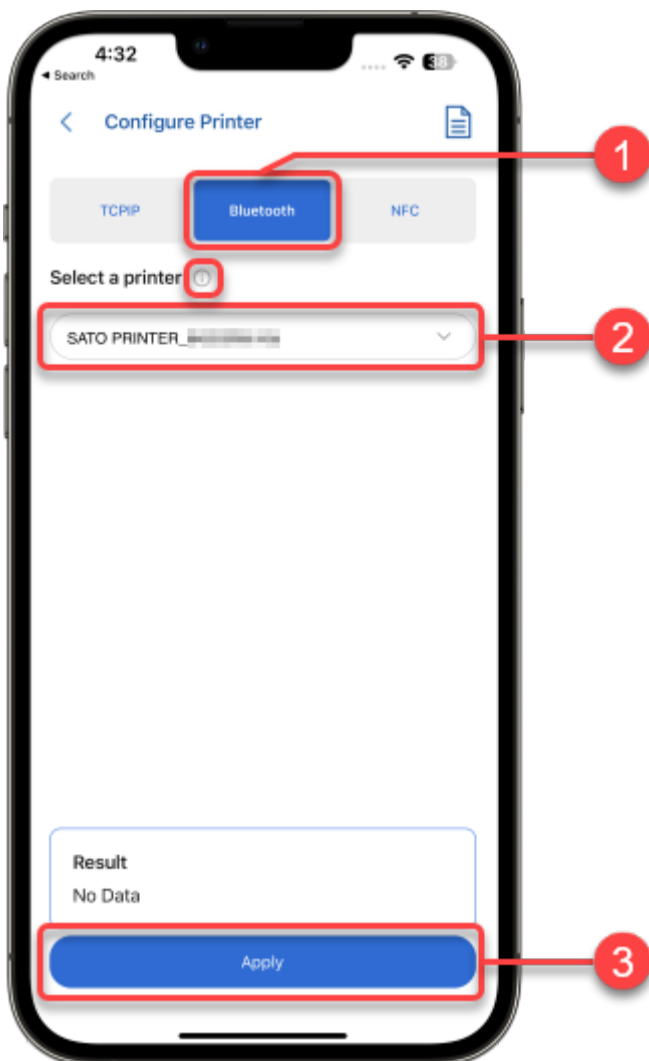 4:32
38
Search
Configure Printer
1
TCPIP
Bluetooth
NFC
Select a printer
SATO PRINTER_
2
Result
No Data
Apply
3